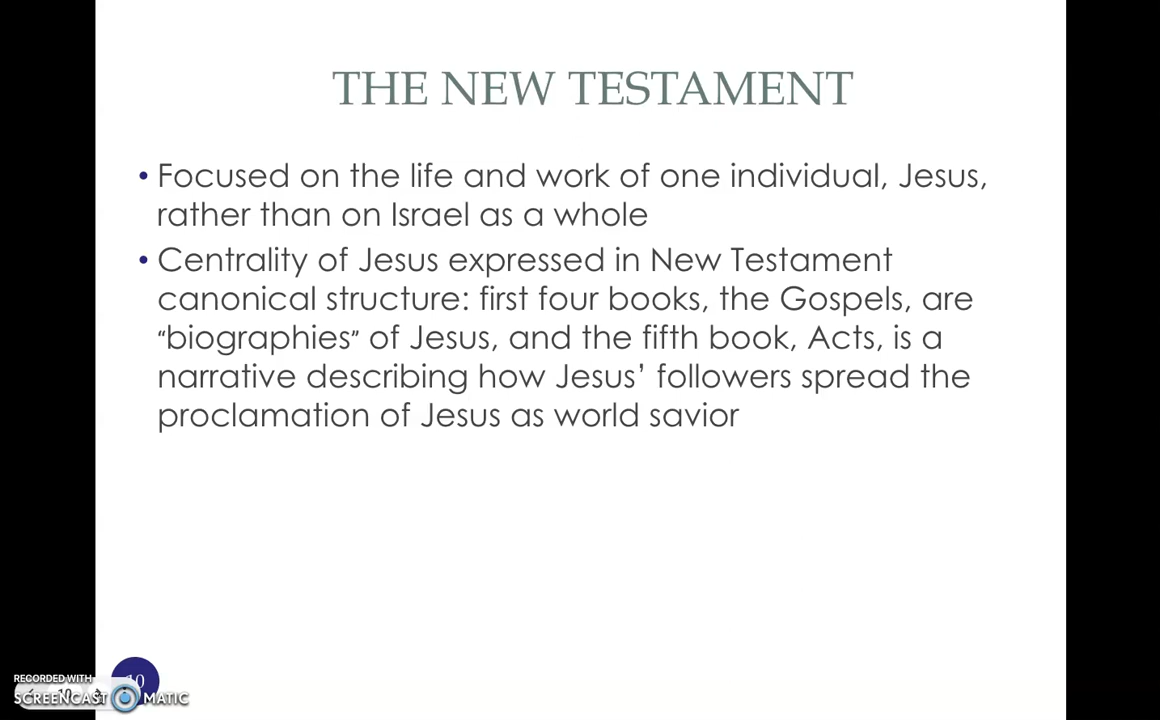 THE NEW TESTAMENT
• Focused on the life and work of one individual, Jesus,
rather than on Israel as a whole
• Centrality of Jesus expressed in New Testament
canonical structure: first four books, the Gospels, are
“biographies” of Jesus, and the fifth book, Acts, is a
narrative describing how Jesus’ followers spread the
proclamation of Jesus as world savior
10
RECORDED WITH
SCREENCAST MATIC